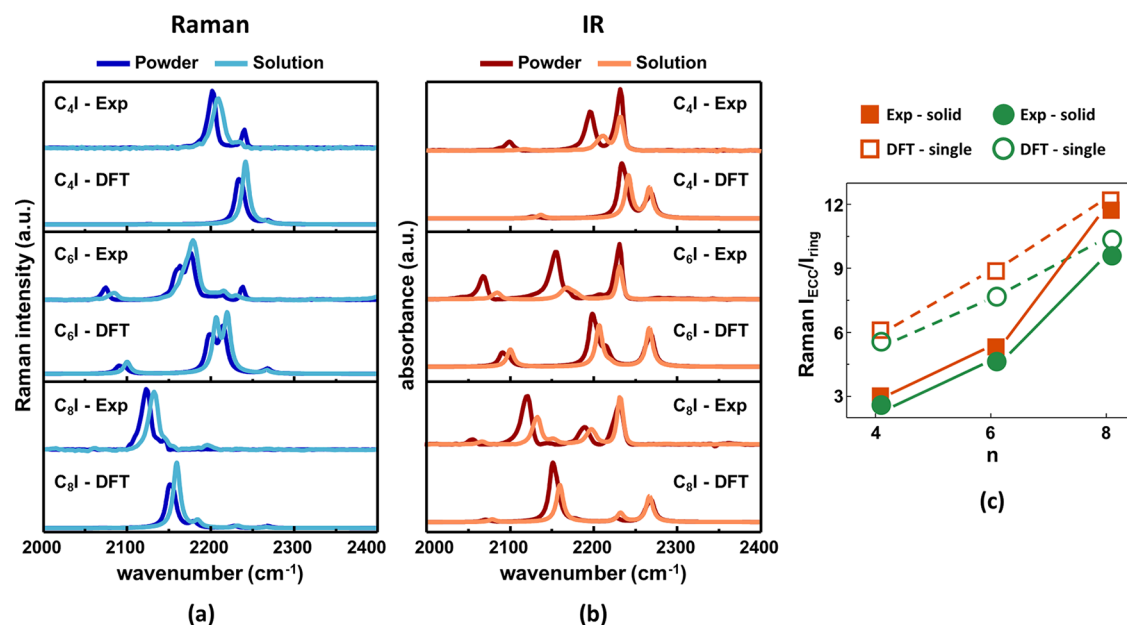 Raman
Powder Solution
C₄I - Exp
C₄I - DFT
C₆I - Exp
C₆I - DFT
C₈I - Exp
C₈I - DFT
Raman intensity (a.u.)
2000 2100 2200 2300 2400
wavenumber (cm⁻¹)
(a)
IR
Powder Solution
C₄I - Exp
C₄I - DFT
C₆I - Exp
C₆I - DFT
C₈I - Exp
C₈I - DFT
absorbance (a.u.)
2000 2100 2200 2300 2400
wavenumber (cm⁻¹)
(b)
Exp - solid Exp - solid
DFT - single DFT - single
Raman I_ECC/I_ring
12
9
6
3
4 6 8
n
(c)